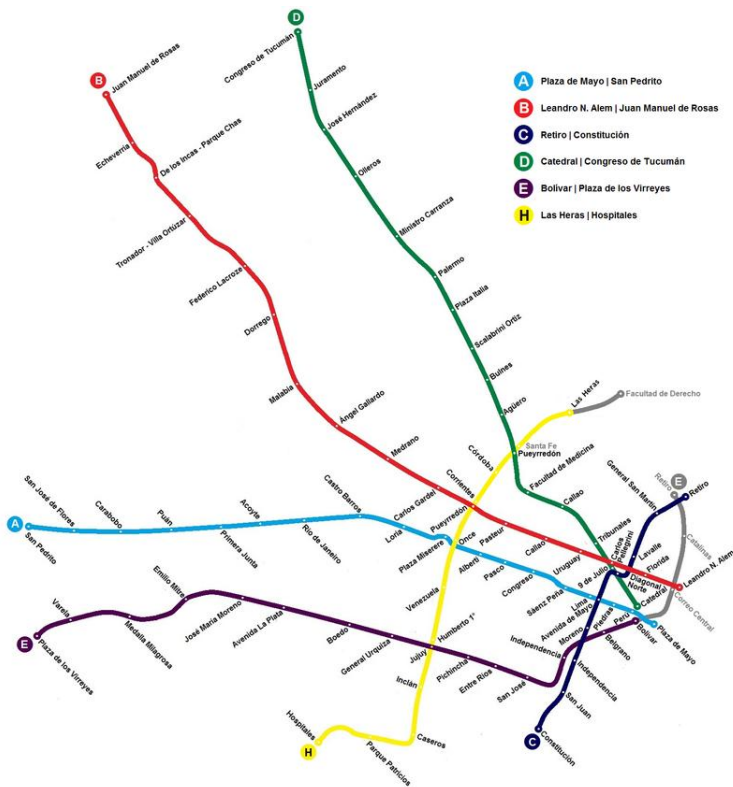 D
Congreso de Tucumán
B
Juan Manuel de Rosas
Juramento
José Hernández
Echeverría
De los Incas - Parque Chas
Olleros
A Plaza de Mayo | San Pedrito
B Leandro N. Alem | Juan Manuel de Rosas
C Retiro | Constitución
D Catedral | Congreso de Tucumán
E Bolivar | Plaza de los Virreyes
H Las Heras | Hospitales
Tronador - Villa Ortúzar
Ministro Carranza
Federico Lacroze
Palermo
Dorrego
Plaza Italia
Scalabrini Ortiz
Malabia
Bulnes
Ángel Gallardo
Agüero
Las Heras
Facultad de Derecho
Medrano
Córdoba
Santa Fe
Pueyrredón
Corrientes
Facultad de Medicina
Callao
Tribunales
General San Martín
Retiro
E
Retiro
San José de Flores
Carabobo
Puán
Acoyte
Castro Barros
Carlos Gardel
Pueyrredón
A
San Pedrito
Primera Junta
Río de Janeiro
Loria
Plaza Miserere
Once
Pasteur
Callao
Uruguay
Carlos Pellegrini
9 de Julio
Lavalle
Diagonal
Norte
Florida
Catalinas
Leandro N. Alem
Alberti
Pasco
Congreso
Sáenz Peña
Lima
Avenida de Mayo
Piedras
Perú
Catedral
Correo Central
Bolívar
Plaza de Mayo
Emilio Mitre
Varela
E
Plaza de los Virreyes
Medalla Milagrosa
José María Moreno
Avenida La Plata
Boedo
General Urquiza
Venezuela
Jujuy
Humberto 1°
Pichincha
Entre Ríos
San José
Independencia
Moreno
Belgrano
Independencia
San Juan
C
Constitución
Inclán
Caseros
Parque Patricios
Hospitales
H